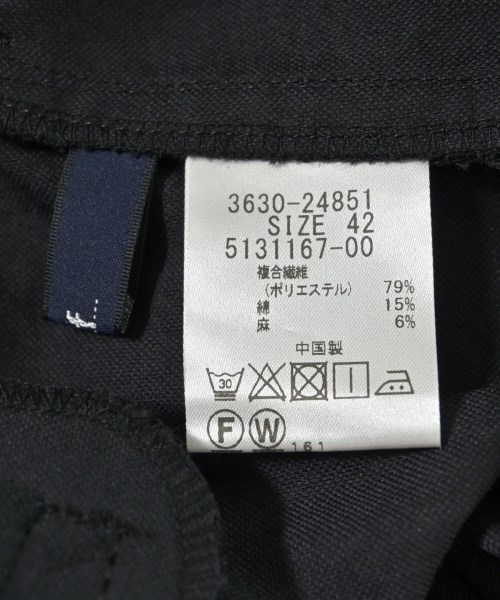 3630-24851
SIZE 42
5131167-00
複合繊維
(ポリエステル) 79%
綿 15%
麻 6%
中国製
30
F W
161